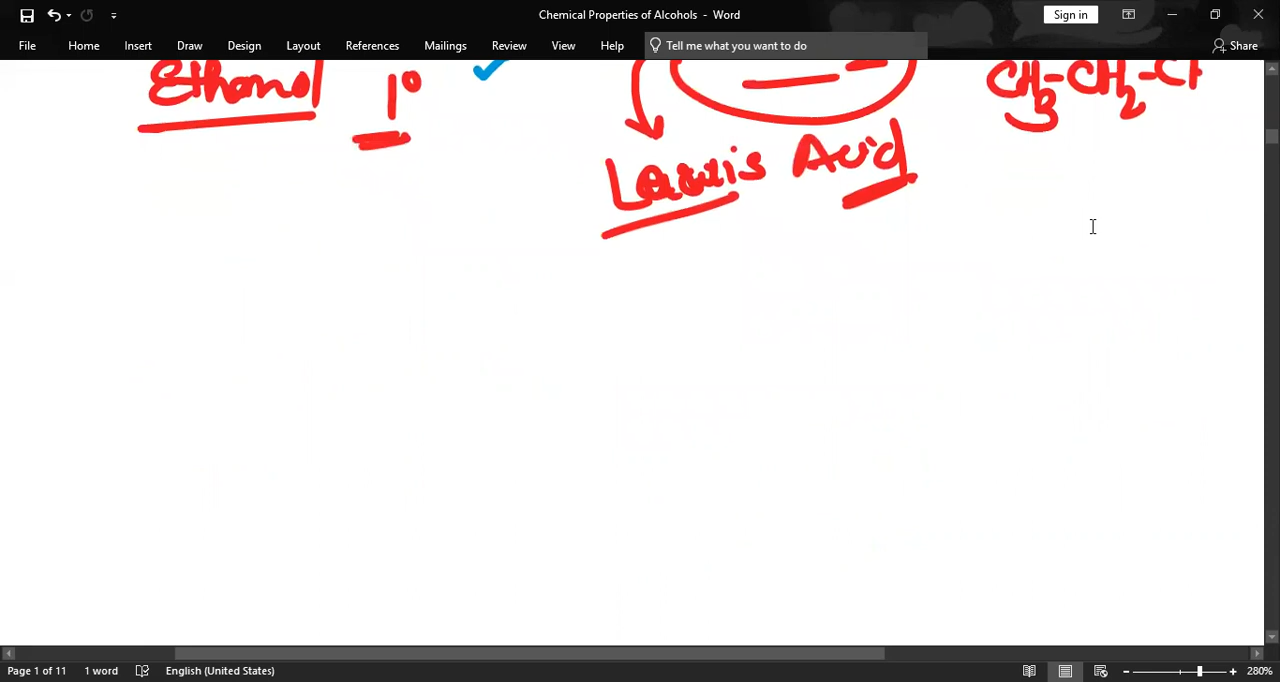 Chemical Properties of Alcohols - Word
Sign in
File Home Insert Draw Design Layout References Mailings Review View Help Tell me what you want to do Share
Ethanol 1° CH3-CH2-Cl
Acid
Page 1 of 11 1 word English (United States) 280%